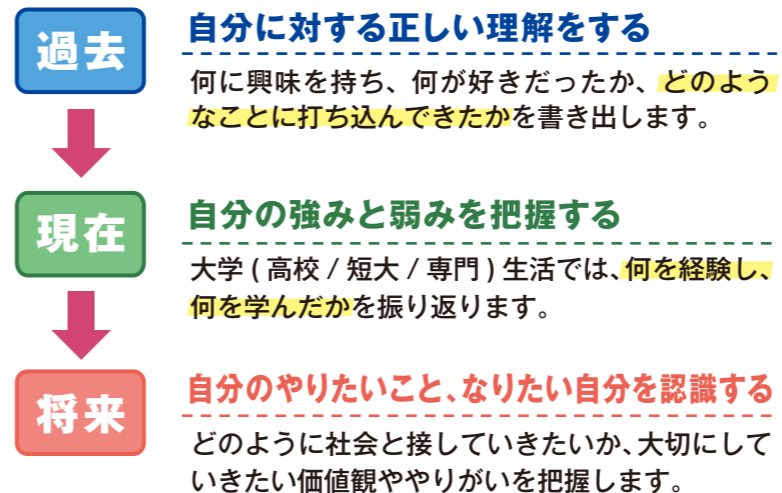 過去
自分に対する正しい理解をする
何に興味を持ち、何が好きだったか、どのよう
なことに打ち込んできたかを書き出します。
現在
自分の強みと弱みを把握する
大学(高校/短大/専門)生活では、何を経験し、
何を学んだかを振り返ります。
将来
自分のやりたいこと、なりたい自分を認識する
どのように社会と接していきたいか、大切にして
いきたい価値観ややりがいを把握します。